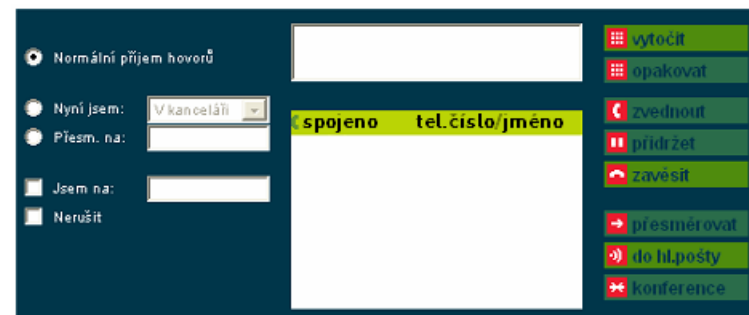 Normální příjem hovorů
Nyní jsem:
V kanceláři
Přesm. na:
Jsem na:
Nerušit
spojeno tel.číslo/jméno
vytočit
opakovat
zvednout
přidržet
zavěsit
přesměrovat
do hl.pošty
konference